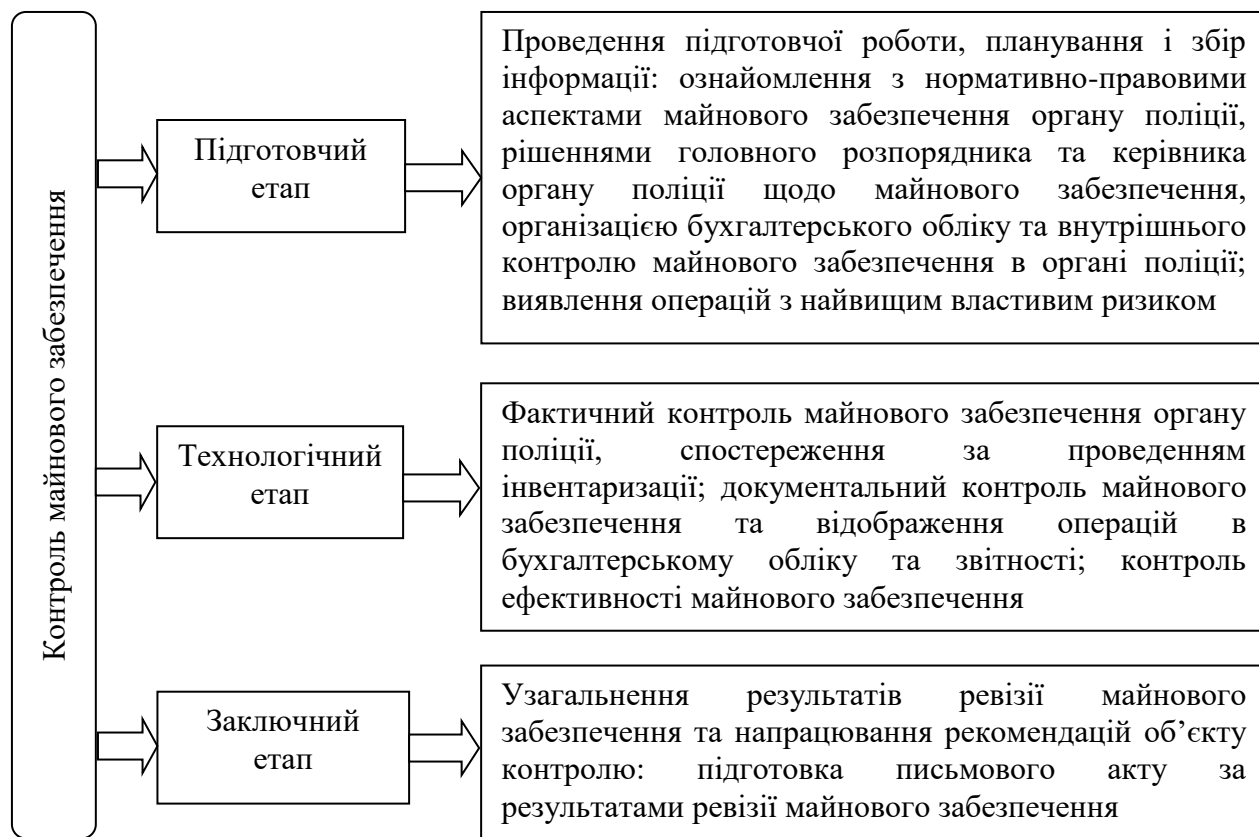 Контроль майнового забезпечення
Підготовчий
етап
Проведення підготовчої роботи, планування і збір
інформації: ознайомлення з нормативно-правовими
аспектами майнового забезпечення органу поліції,
рішеннями головного розпорядника та керівника
органу поліції щодо майнового забезпечення,
організацією бухгалтерського обліку та внутрішнього
контролю майнового забезпечення в органі поліції;
виявлення операцій з найвищим властивим ризиком
Технологічний
етап
Фактичний контроль майнового забезпечення органу
поліції, спостереження за проведенням
інвентаризації; документальний контроль майнового
забезпечення та відображення операцій в
бухгалтерському обліку та звітності; контроль
ефективності майнового забезпечення
Заключний
етап
Узагальнення результатів ревізії майнового
забезпечення та напрацювання рекомендацій об’єкту
контролю: підготовка письмового акту за
результатами ревізії майнового забезпечення